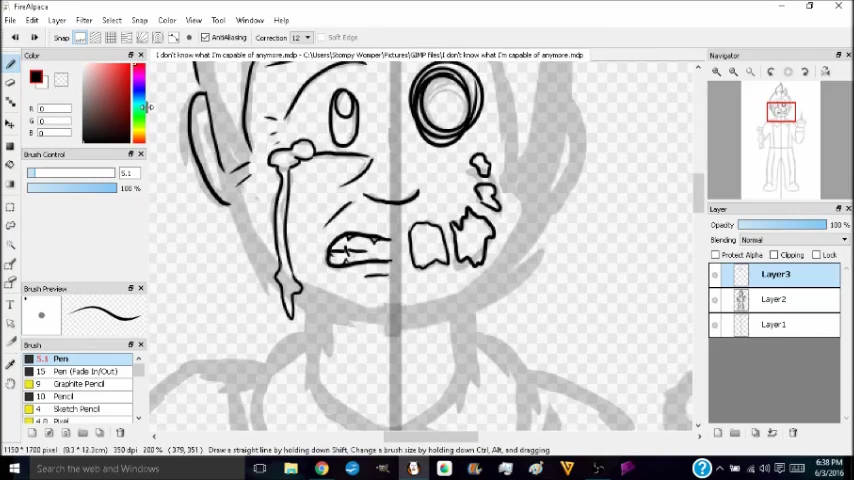 FireAlpaca
File Edit Layer Filter Select Snap Color View Tool Window Help
Snap AntiAliasing Correction 12 Soft Edge
I don't know what I'm capable of anymore.mdp - C:\Users\Stompy Womper\Pictures\GIMP files\I don't know what I'm capable of anymore.mdp
Color
R 0
G 0
B 0
Brush Control
5.1
100 %
Brush Preview
Brush
5.1 Pen
15 Pen (Fade In/Out)
9 Graphite Pencil
10 Pencil
4 Sketch Pencil
4.0 Pixel
Navigator
Layer
Opacity 100 %
Blending Normal
Protect Alpha Clipping Lock
Layer3
Layer2
Layer1
1150 * 1700 pixel (8.3 * 12.3cm) 350 dpi 200 % (379, 351) Draw a straight line by holding down Shift, Change a brush size by holding down Ctrl, Alt, and dragging
Search the web and Windows
6:38 PM
6/3/2016